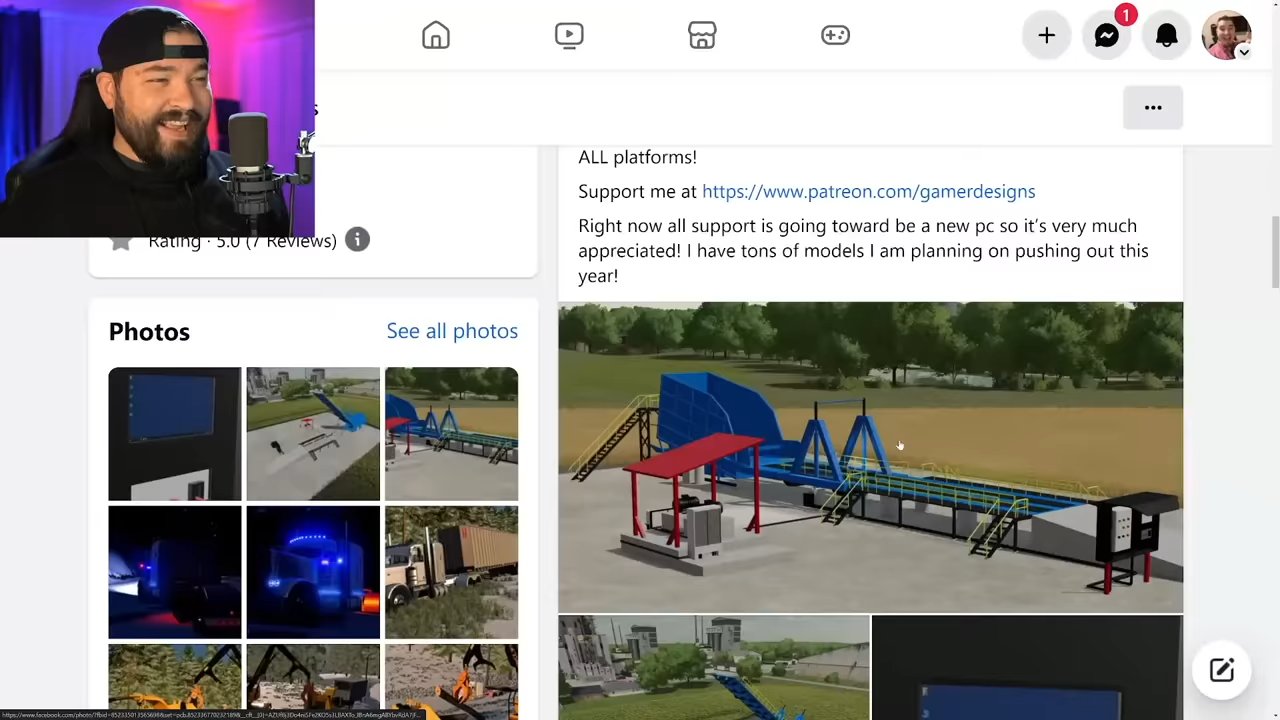 1
ALL platforms!
Support me at https://www.patreon.com/gamerdesigns
Right now all support is going toward be a new pc so it's very much
appreciated! I have tons of models I am planning on pushing out this
year!
Rating · 5.0 (7 Reviews)
Photos
See all photos